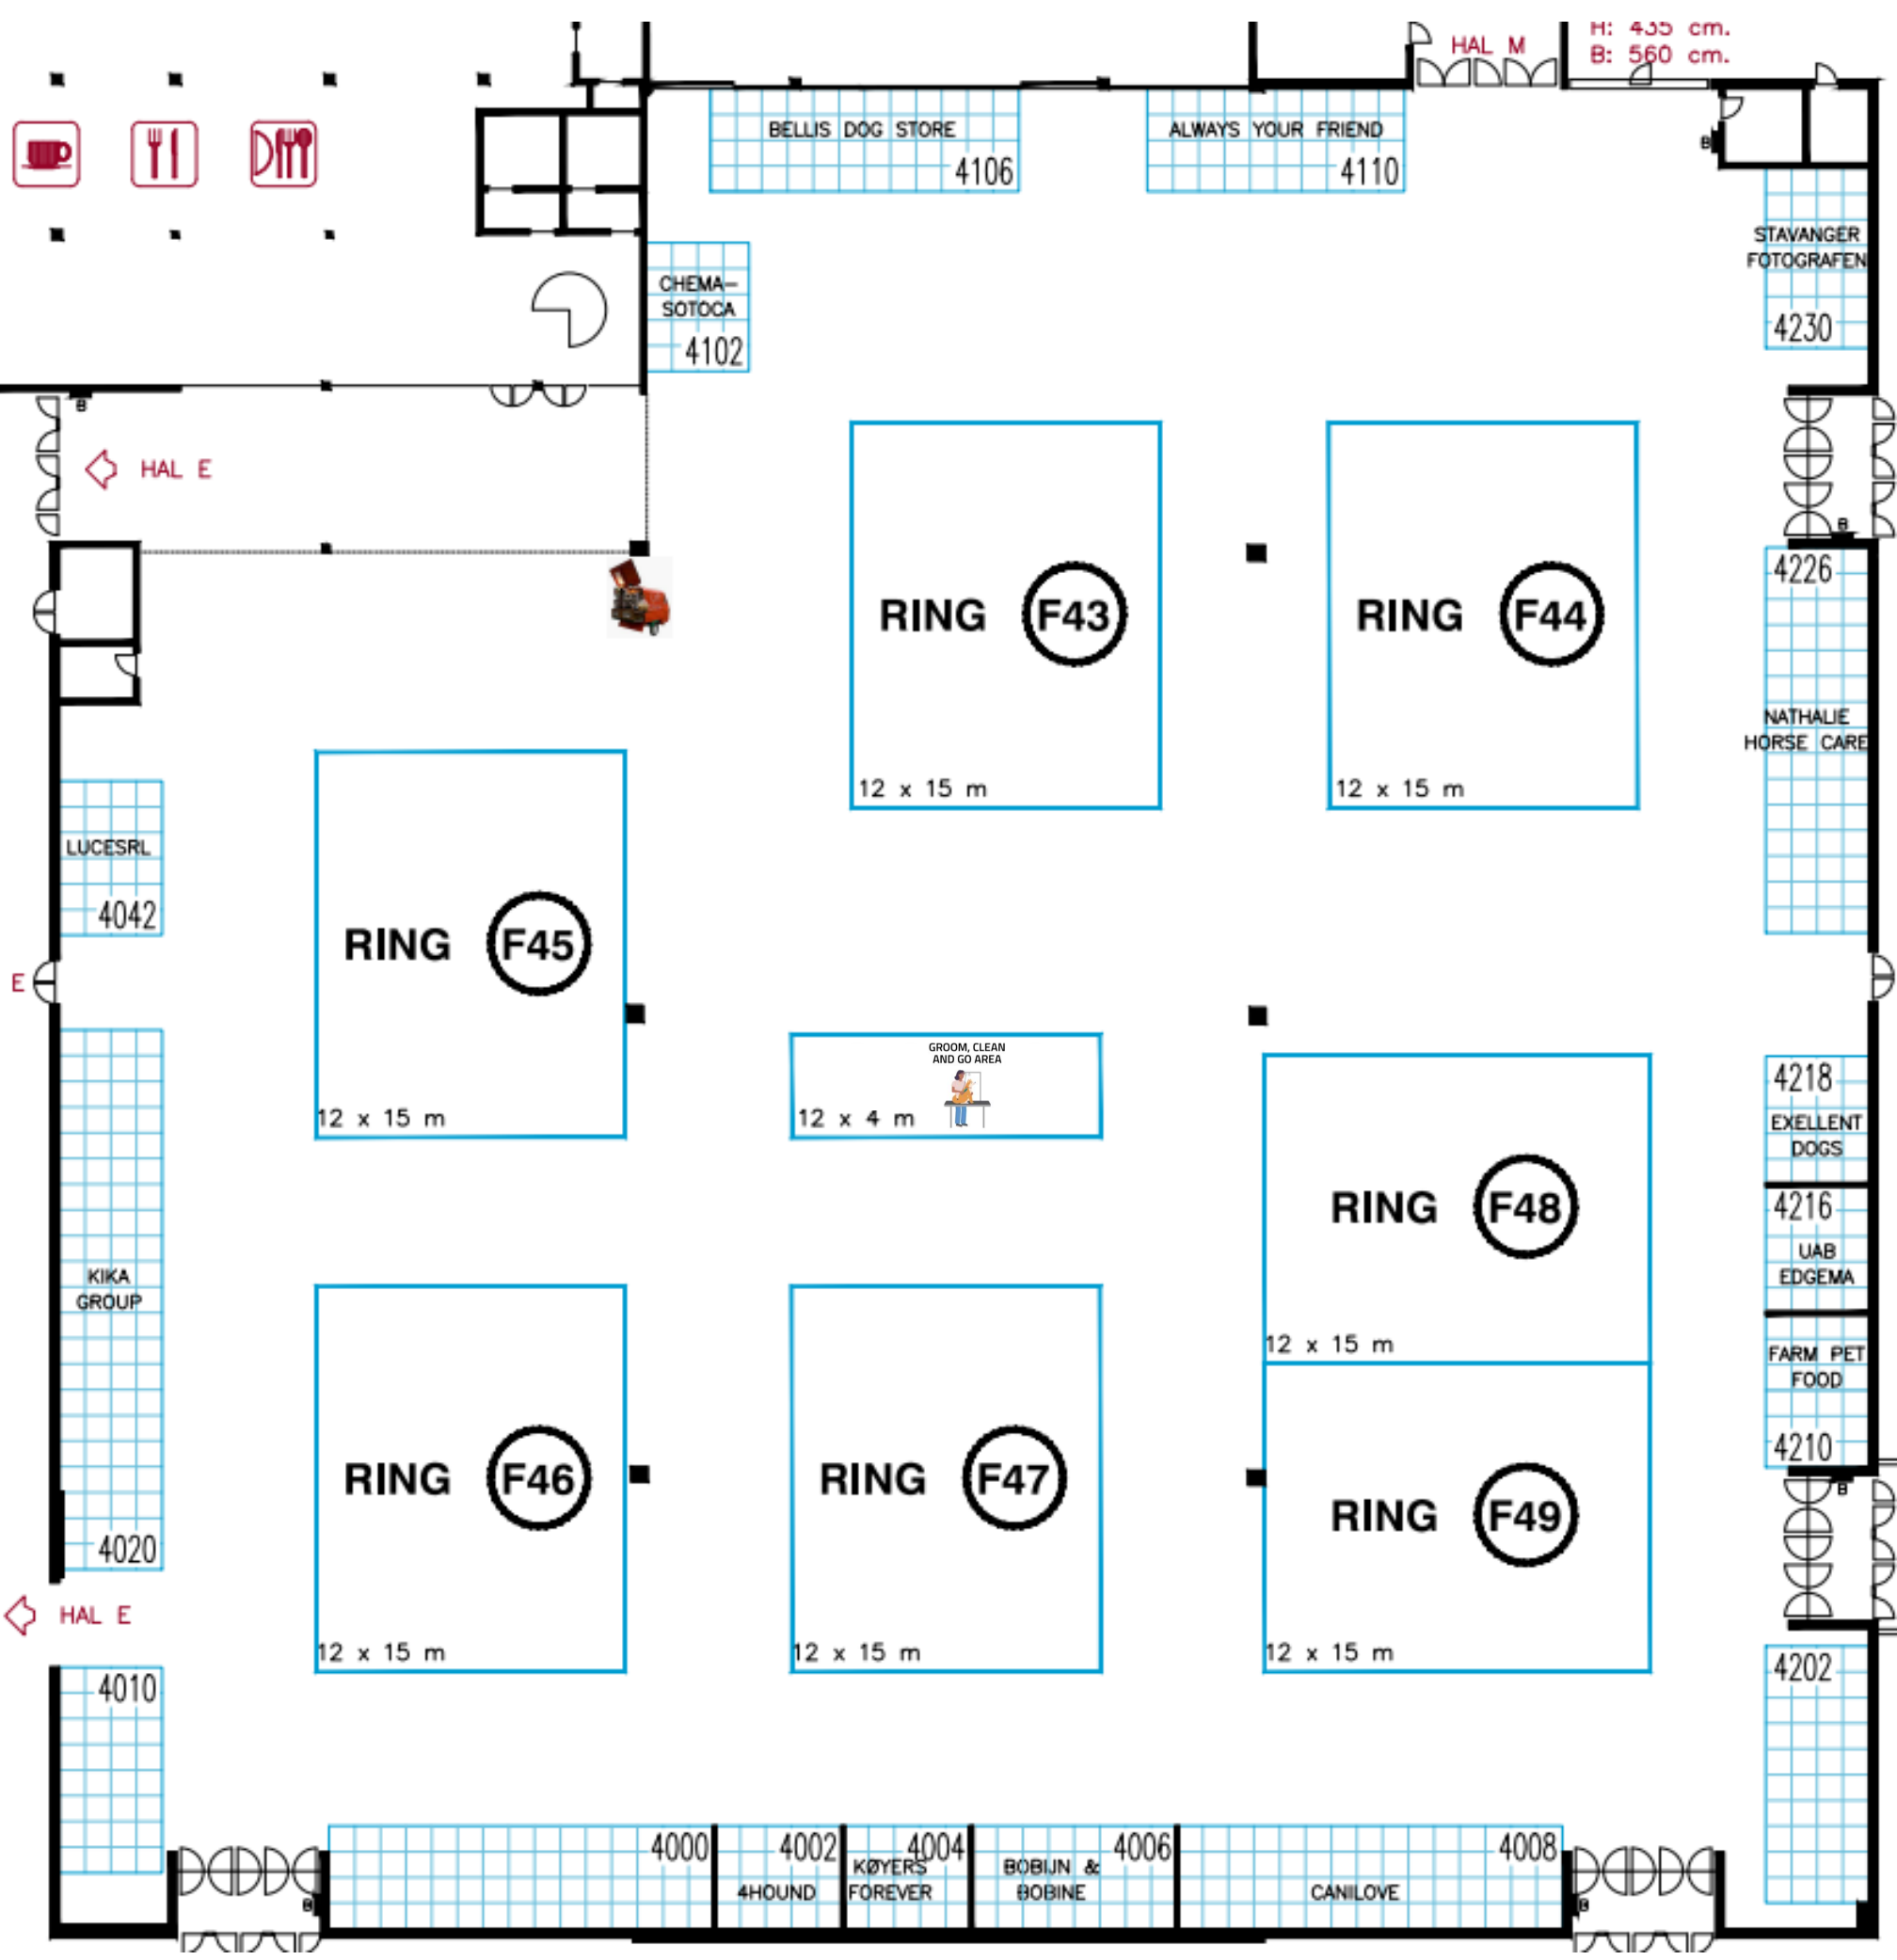 H: 435 cm.
B: 560 cm.
HAL M
BELLIS DOG STORE
4106
ALWAYS YOUR FRIEND
4110
B
STAVANGER
FOTOGRAFEN
4230
CHEMA-
SOTOCA
4102
B
HAL E
B
4226
NATHALIE
HORSE CARE
RING F43
12 x 15 m
RING F44
12 x 15 m
LUCESRL
4042
RING F45
12 x 15 m
E
GROOM, CLEAN
AND GO AREA
12 x 4 m
4218
EXELLENT
DOGS
4216
UAB
EDGEMA
FARM PET
FOOD
4210
B
RING F48
12 x 15 m
KIKA
GROUP
4020
RING F46
12 x 15 m
RING F47
12 x 15 m
RING F49
12 x 15 m
HAL E
4010
4202
B
4000
4002
4HOUND
4004
KØYERS
FOREVER
4006
BOBIJN &
BOBINE
4008
CANILOVE
B